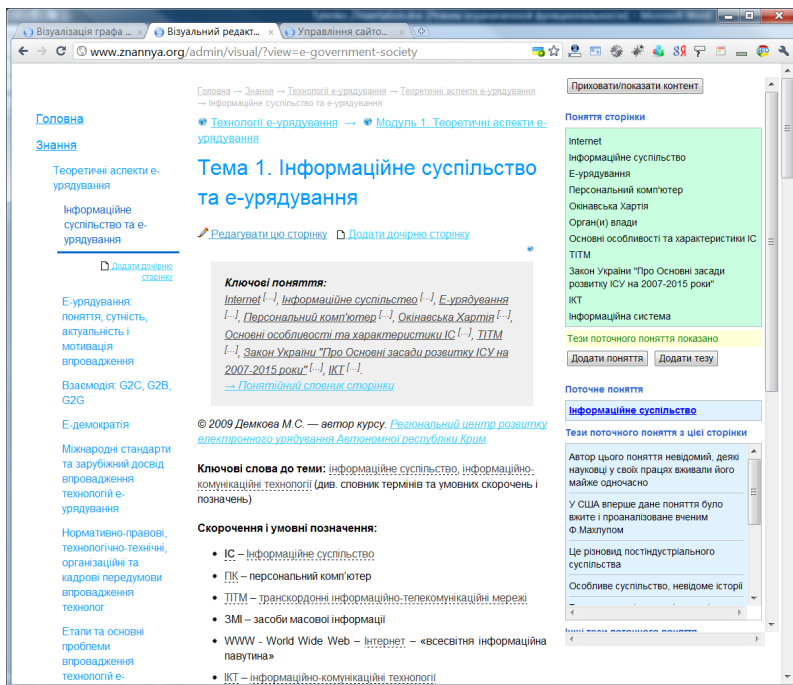 Візуалізація графа ...
Візуальний редакт...
Управління сайто...
www.znannya.org/admin/visual/?view=e-government-society
Головна
Знання
Теоретичні аспекти е-
урядування
Інформаційне
суспільство та е-
урядування
Додати дочірню
сторінку
Е-урядування:
поняття, сутність,
актуальність і
мотивація
впровадження
Взаємодія: G2C, G2B,
G2G
Е-демократія
Міжнародні стандарти
та зарубіжний досвід
впровадження
технологій е-
урядування
Нормативно-правові,
технологічно-технічні,
організаційні та
кадрові передумови
впровадження
технолог
Етапи та основні
проблеми
впровадження
технологій е-
Головна → Знання → Технології е-урядування → Теоретичні аспекти е-урядування
→ Інформаційне суспільство та е-урядування
Технології е-урядування → Модуль 1. Теоретичні аспекти е-
урядування
Тема 1. Інформаційне суспільство
та е-урядування
Редагувати цю сторінку Додати дочірню сторінку
Ключові поняття:
Internet [...], Інформаційне суспільство [...], Е-урядування
[...], Персональний комп'ютер [...], Окінавська Хартія [...],
Основні особливості та характеристики ІС [...], ТІТМ
[...], Закон України "Про Основні засади розвитку ІСУ на
2007-2015 роки" [...], ІКТ [...].
→ Понятійний словник сторінки
© 2009 Демкова М.С. — автор курсу. Регіональний центр розвитку
електронного урядування Автономної республіки Крим
Ключові слова до теми: інформаційне суспільство, інформаційно-
комунікаційні технології (див. словник термінів та умовних скорочень і
позначень)
Скорочення і умовні позначення:
• ІС – Інформаційне суспільство
• ПК – персональний комп'ютер
• ТІТМ – транскордонні інформаційно-телекомунікаційні мережі
• ЗМІ – засоби масової інформації
• WWW - World Wide Web – Інтернет – «всесвітня інформаційна
павутина»
• ІКТ – інформаційно-комунікаційні технології
Приховати/показати контент
Поняття сторінки
Internet
Інформаційне суспільство
Е-урядування
Персональний комп'ютер
Окінавська Хартія
Орган(и) влади
Основні особливості та характеристики ІС
ТІТМ
Закон України "Про Основні засади
розвитку ІСУ на 2007-2015 роки"
ІКТ
Інформаційна система
Тези поточного поняття показано
Додати поняття Додати тезу
Поточне поняття
Інформаційне суспільство
Тези поточного поняття з цієї сторінки
Автор цього поняття невідомий, деякі
науковці у своїх працях вживали його
майже одночасно
У США вперше дане поняття було
вжите і проаналізоване вченим
Ф.Махлупом
Це різновид постіндустріального
суспільства
Особливе суспільство, невідоме історії